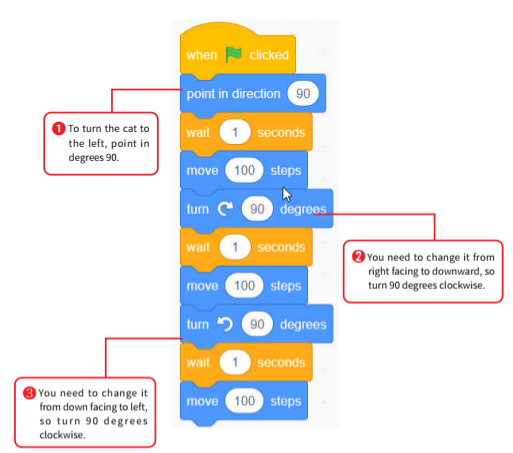 when clicked
point in direction 90
1 To turn the cat to
the left, point in
degrees 90.
wait 1 seconds
move 100 steps
turn 90 degrees
2 You need to change it from
right facing to downward, so
turn 90 degrees clockwise.
wait 1 seconds
move 100 steps
turn 90 degrees
3 You need to change it
from down facing to left,
so turn 90 degrees
clockwise.
wait 1 seconds
move 100 steps